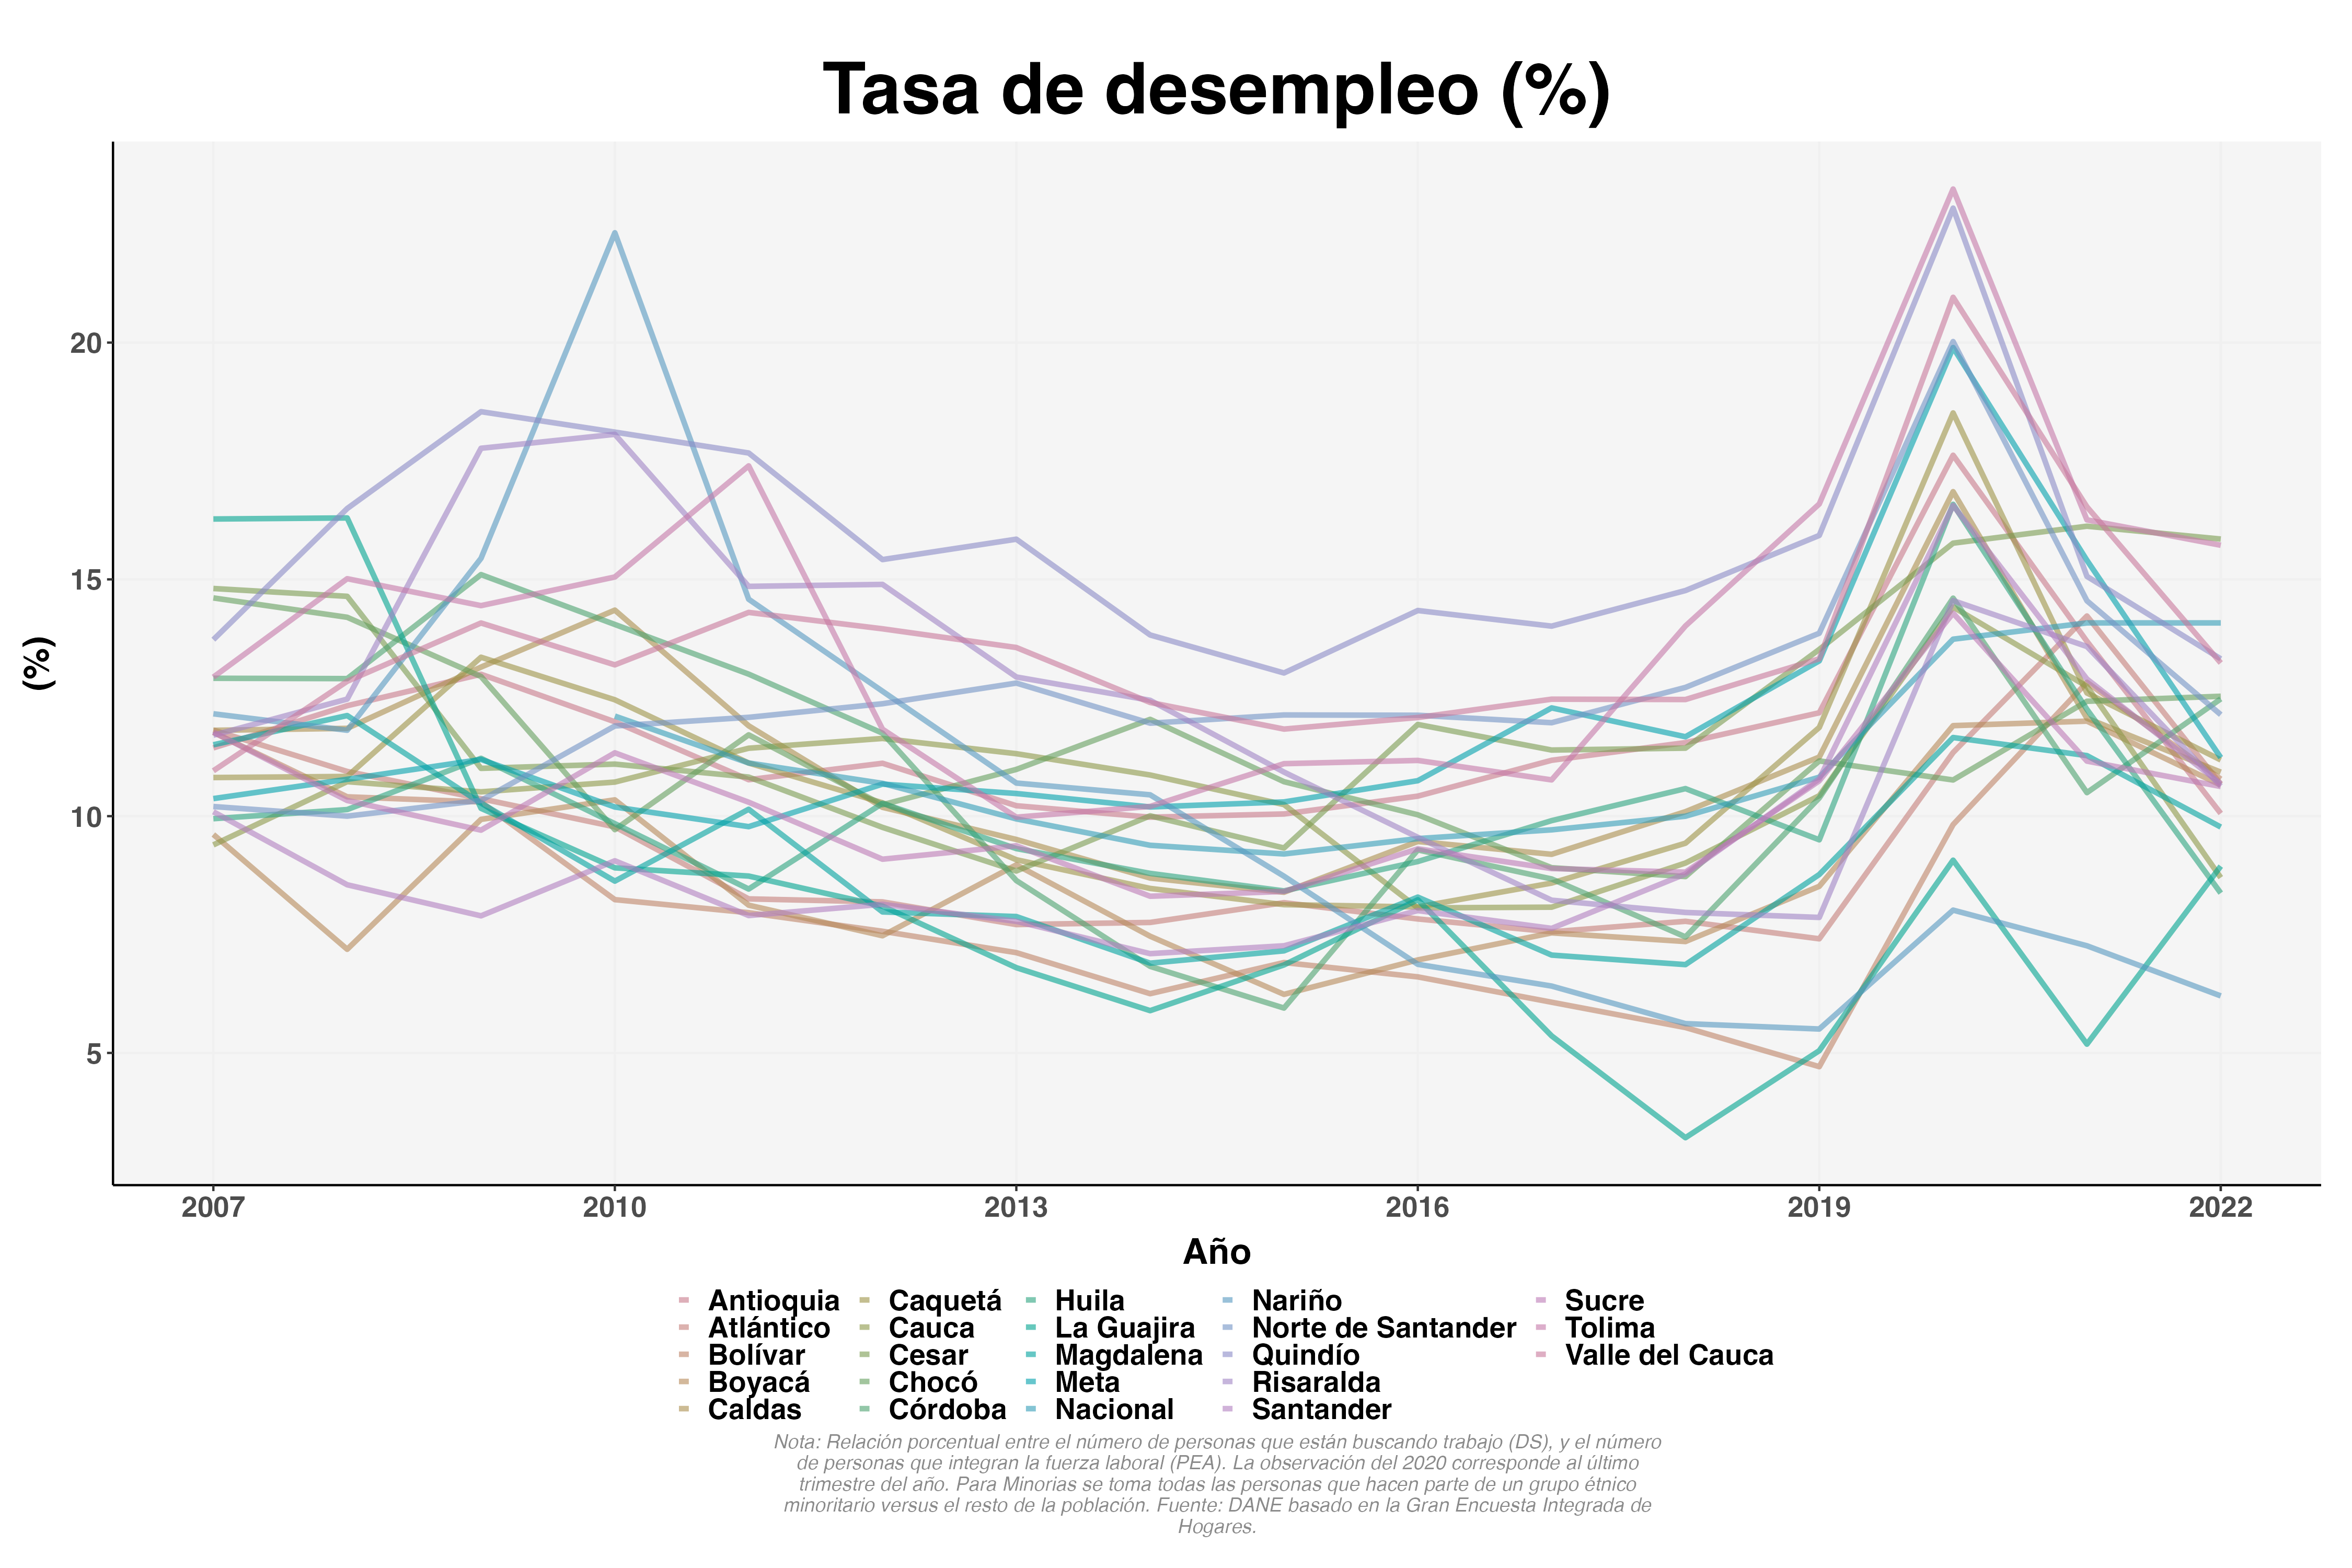 Tasa de desempleo (%)
(%)
20
15
10
5
2007 2010 2013 2016 2019 2022
Año
Antioquia Caquetá Huila Nariño Sucre
Atlántico Cauca La Guajira Norte de Santander Tolima
Bolívar Cesar Magdalena Quindío Valle del Cauca
Boyacá Chocó Meta Risaralda
Caldas Córdoba Nacional Santander
Nota: Relación porcentual entre el número de personas que están buscando trabajo (DS), y el número
de personas que integran la fuerza laboral (PEA). La observación del 2020 corresponde al último
trimestre del año. Para Minorias se toma todas las personas que hacen parte de un grupo étnico
minoritario versus el resto de la población. Fuente: DANE basado en la Gran Encuesta Integrada de
Hogares.